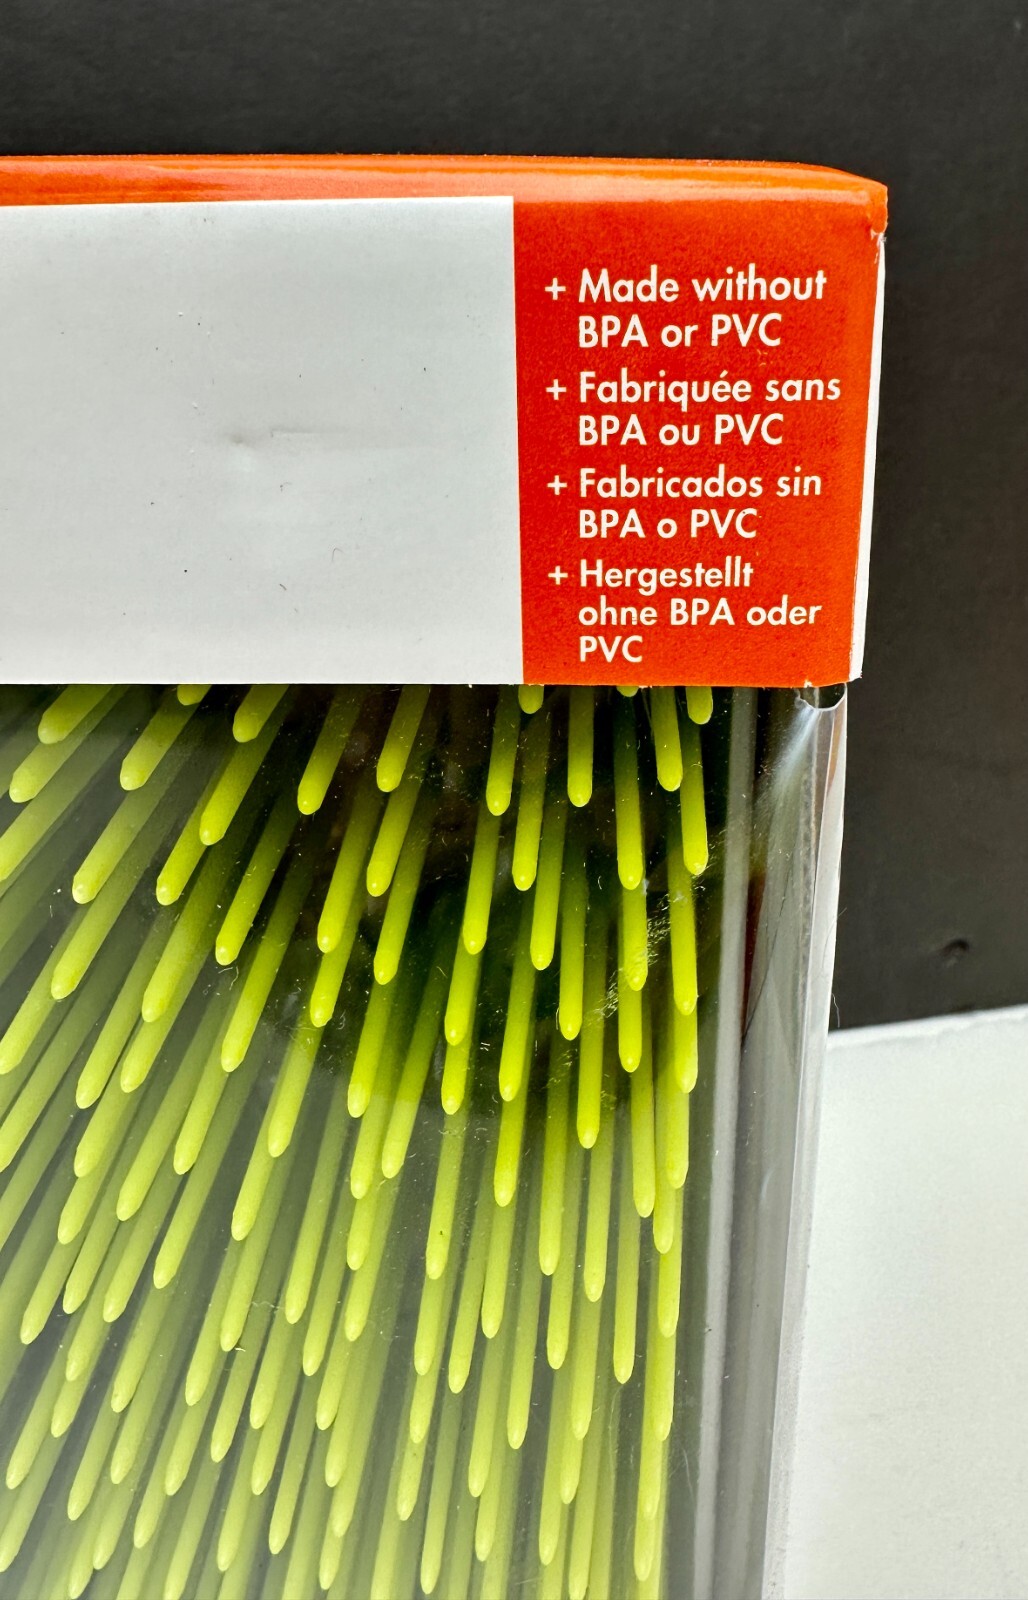 + Made without
BPA or PVC
+ Fabriquée sans
BPA ou PVC
+ Fabricados sin
BPA o PVC
+ Hergestellt
ohne BPA oder
PVC